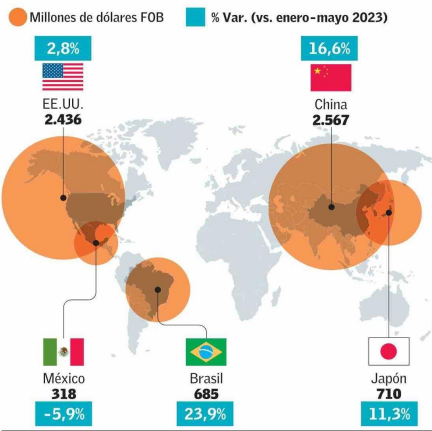 Millones de dólares FOB
% Var. (vs. enero-mayo 2023)
2,8%
EE.UU.
2.436
16,6%
China
2.567
México
318
-5,9%
Brasil
685
23,9%
Japón
710
11,3%